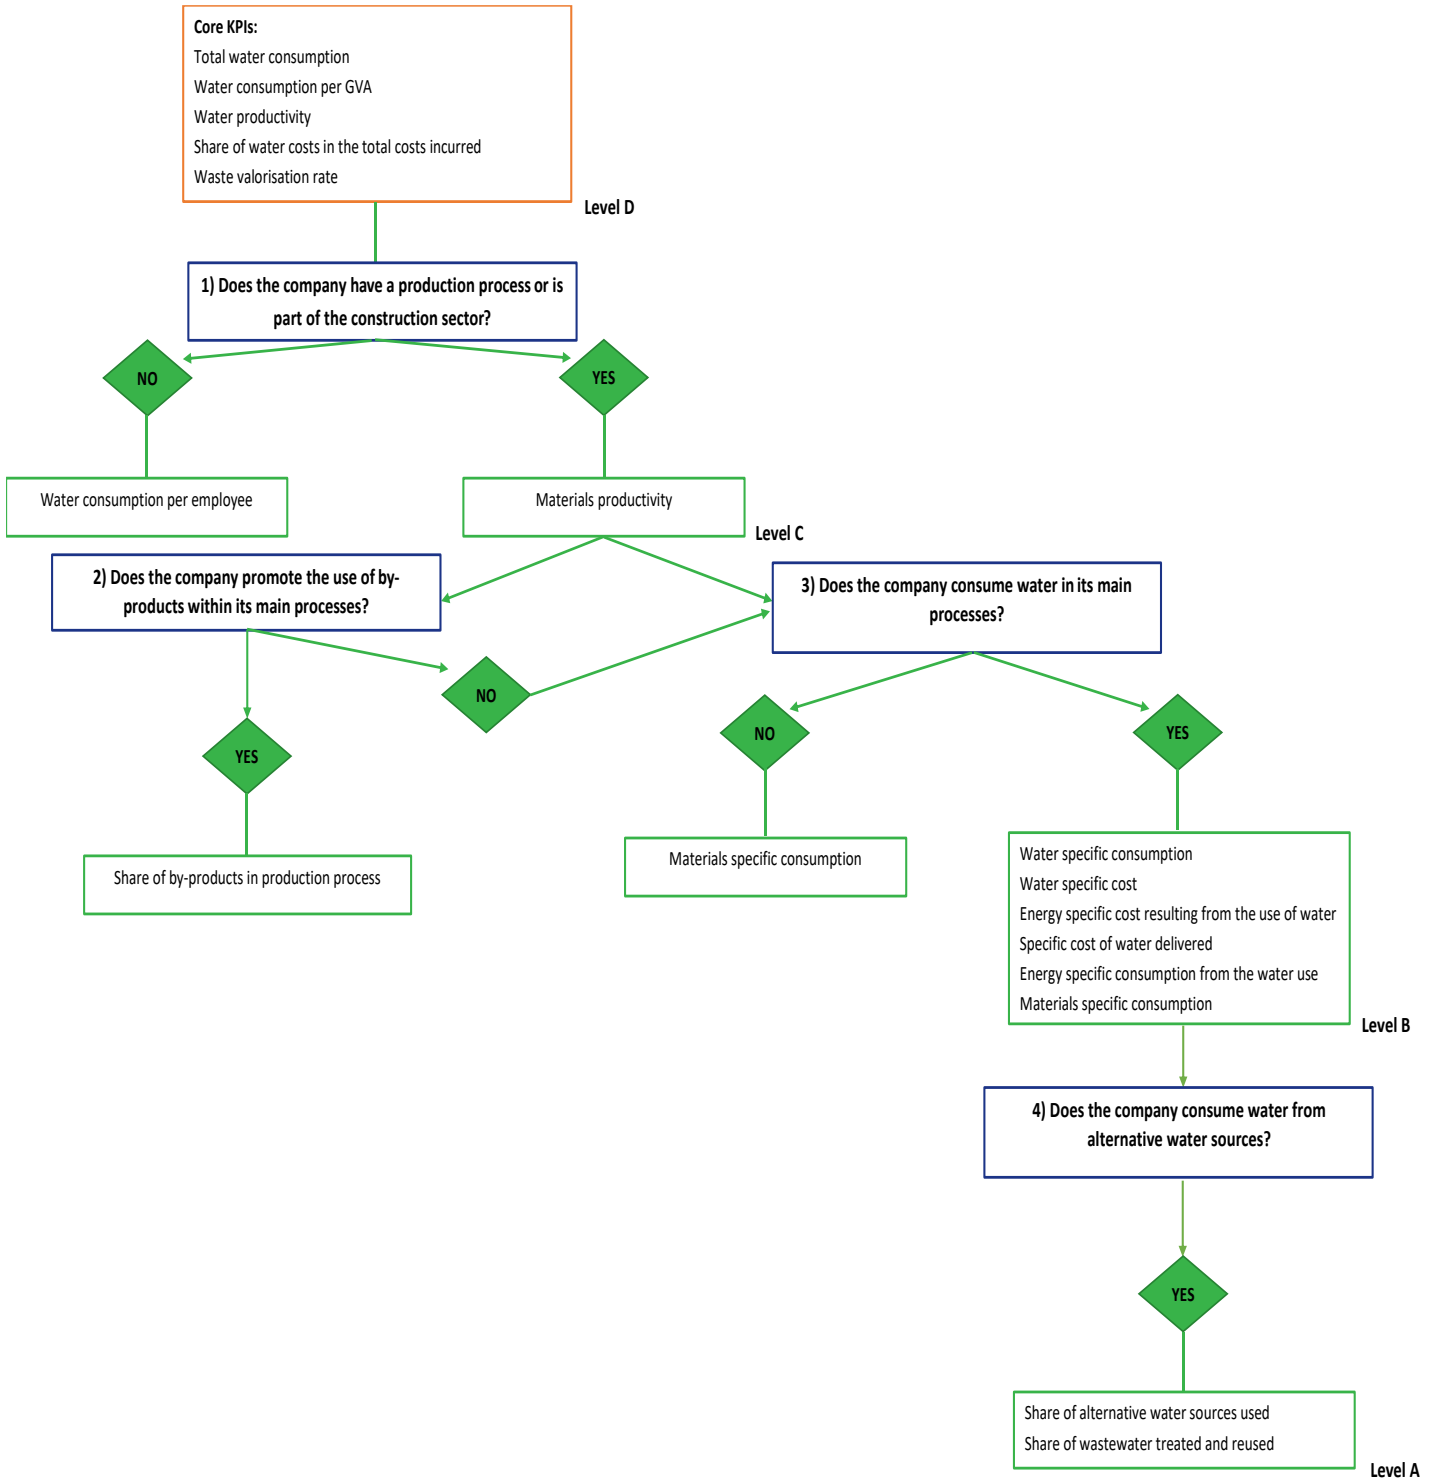 Core KPIs:
Total water consumption
Water consumption per GVA
Water productivity
Share of water costs in the total costs incurred
Waste valorisation rate
Level D
1) Does the company have a production process or is
part of the construction sector?
NO
YES
Water consumption per employee
Materials productivity
Level C
2) Does the company promote the use of by-
products within its main processes?
3) Does the company consume water in its main
processes?
NO
YES
NO
YES
Share of by-products in production process
Materials specific consumption
Water specific consumption
Water specific cost
Energy specific cost resulting from the use of water
Specific cost of water delivered
Energy specific consumption from the water use
Materials specific consumption
Level B
4) Does the company consume water from
alternative water sources?
YES
Share of alternative water sources used
Share of wastewater treated and reused
Level A